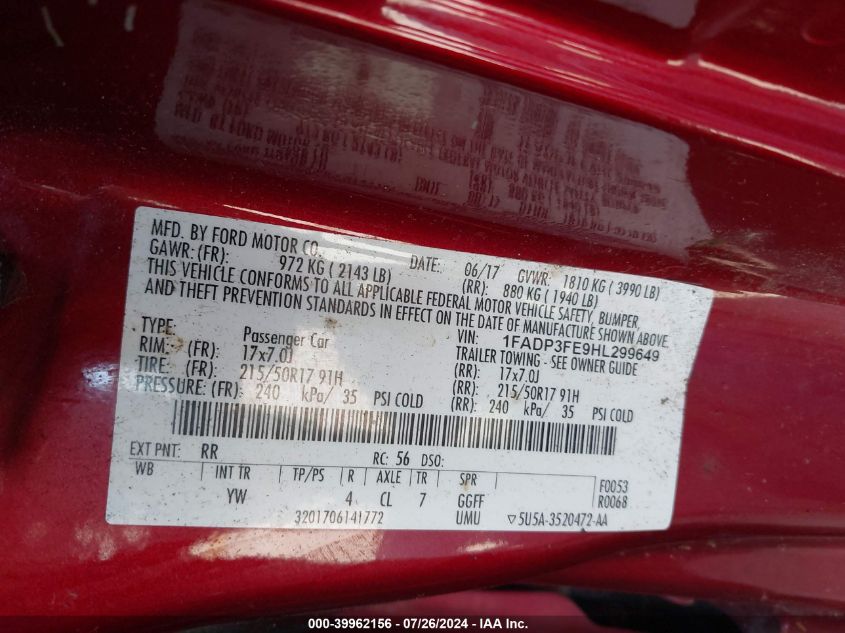 MFD. BY FORD MOTOR CO. DATE: 06/17 GVWR: 1810 KG ( 3990 LB)
GAWR: (FR): 972 KG ( 2143 LB) (RR): 880 KG ( 1940 LB)
THIS VEHICLE CONFORMS TO ALL APPLICABLE FEDERAL MOTOR VEHICLE SAFETY, BUMPER,
AND THEFT PREVENTION STANDARDS IN EFFECT ON THE DATE OF MANUFACTURE SHOWN ABOVE.
VIN: 1FADP3FE9HL299649
TYPE: Passenger Car TRAILER TOWING - SEE OWNER GUIDE
RIM: (FR): 17x7.0J (RR): 17x7.0J
TIRE: (FR): 215/50R17 91H (RR): 215/50R17 91H
PRESSURE: (FR): 240 kPa/ 35 PSI COLD (RR): 240 kPa/ 35 PSI COLD
EXT PNT: RR RC: 56 DSO:
WB INT TR TP/PS R AXLE TR SPR F0053
YW 4 CL 7 GGFF R0068
3201706141772 UMU ▽5U5A-3520472-AA
000-39962156 - 07/26/2024 - IAA Inc.